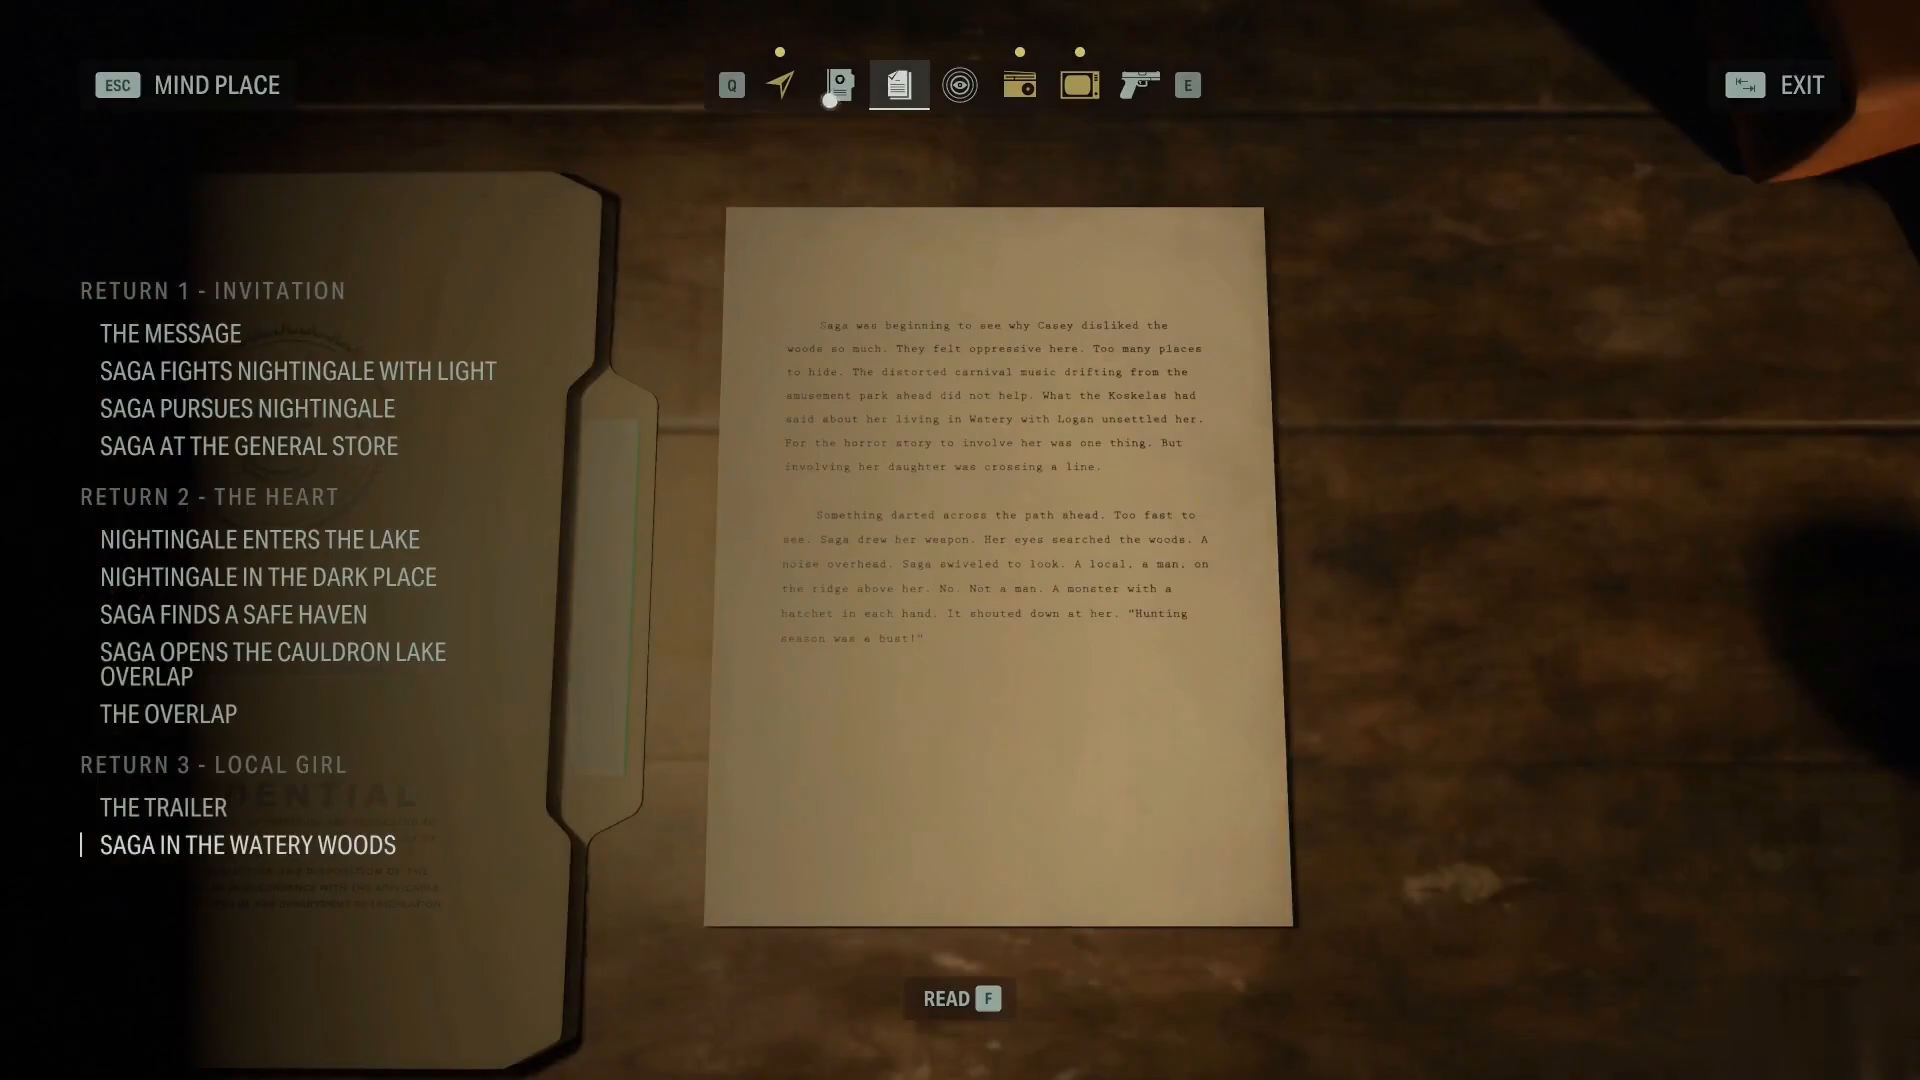 ESC MIND PLACE
Q
E
EXIT
RETURN 1 - INVITATION
THE MESSAGE
SAGA FIGHTS NIGHTINGALE WITH LIGHT
SAGA PURSUES NIGHTINGALE
SAGA AT THE GENERAL STORE
RETURN 2 - THE HEART
NIGHTINGALE ENTERS THE LAKE
NIGHTINGALE IN THE DARK PLACE
SAGA FINDS A SAFE HAVEN
SAGA OPENS THE CAULDRON LAKE
OVERLAP
THE OVERLAP
RETURN 3 - LOCAL GIRL
THE TRAILER
SAGA IN THE WATERY WOODS
Saga was beginning to see why Casey disliked the
woods so much. They felt oppressive here. Too many places
to hide. The distorted carnival music drifting from the
amusement park ahead did not help. What the Koskelas had
said about her living in Watery with Logan unsettled her.
For the horror story to involve her was one thing. But
involving her daughter was crossing a line.
Something darted across the path ahead. Too fast to
see. Saga drew her weapon. Her eyes searched the woods. A
noise overhead. Saga swiveled to look. A local, a man, on
the ridge above her. No. Not a man. A monster with a
hatchet in each hand. It shouted down at her. "Hunting
season was a bust!"
READ F